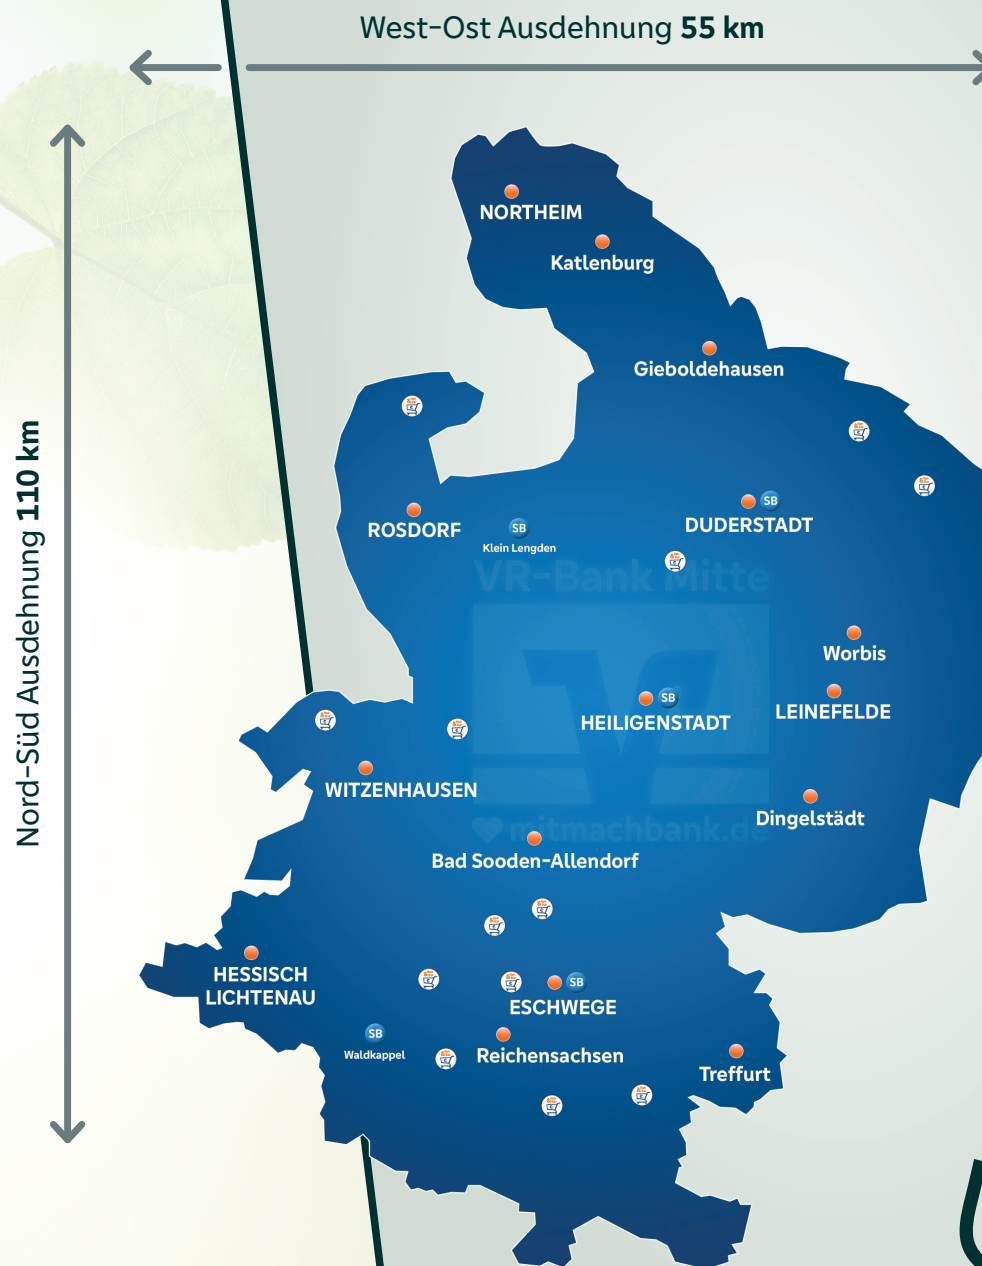 West-Ost Ausdehnung 55 km
Nord-Süd Ausdehnung 110 km
NORTHEIM
Katlenburg
Gieboldehausen
ROSDORF
SB
Klein Lengden
SB
DUDERSTADT
VR-Bank Mitte
Worbis
LEINEFELDE
SB
HEILIGENSTADT
WITZENHAUSEN
Dingelstädt
mitmachbank.de
Bad Sooden-Allendorf
HESSISCH
LICHTENAU
SB
ESCHWEGE
SB
Waldkappel
Reichensachsen
Treffurt